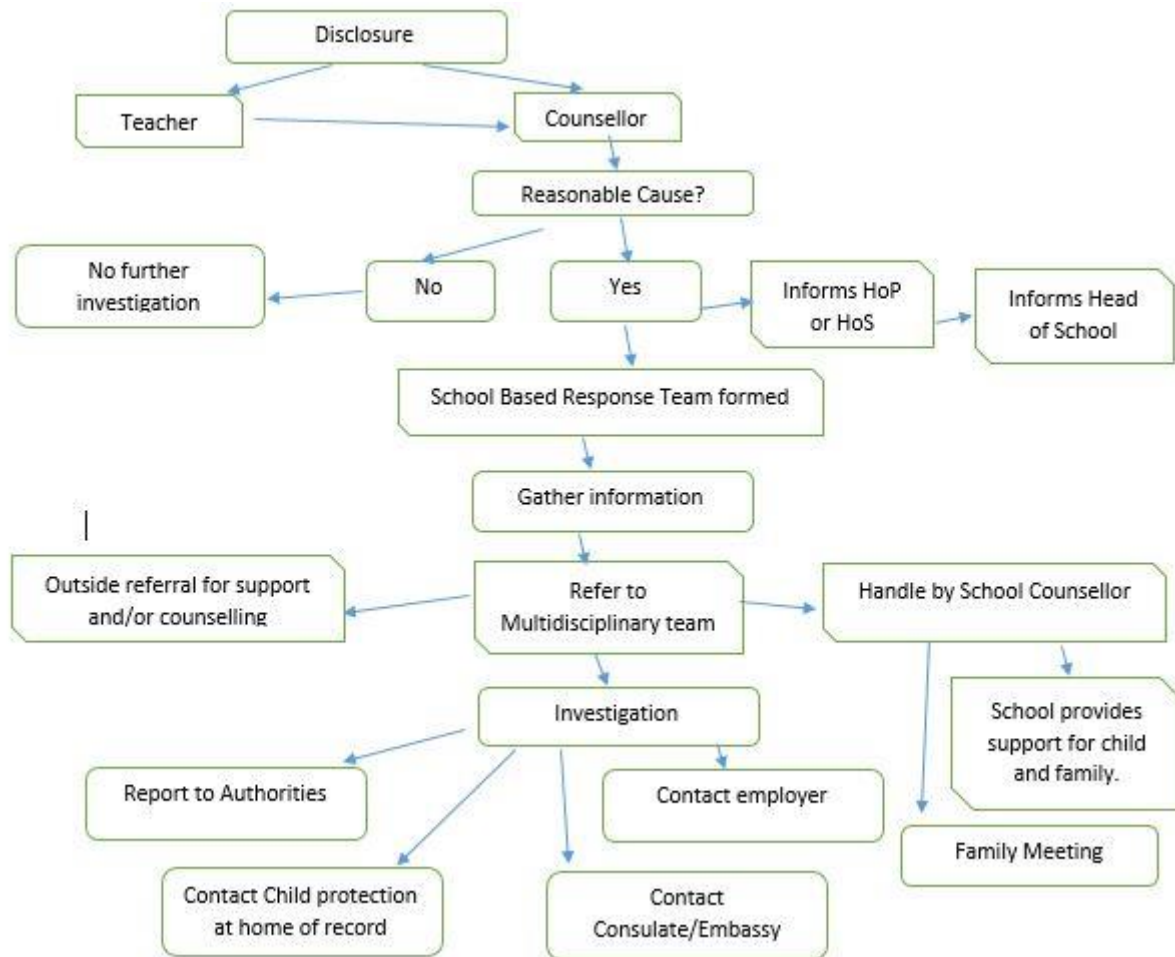 Disclosure
Teacher
Counsellor
Reasonable Cause?
No further
investigation
No
Yes
Informs HoP
or HoS
Informs Head
of School
School Based Response Team formed
Gather information
Outside referral for support
and/or counselling
Refer to
Multidisciplinary team
Handle by School Counsellor
Investigation
School provides
support for child
and family.
Report to Authorities
Contact employer
Family Meeting
Contact Child protection
at home of record
Contact
Consulate/Embassy